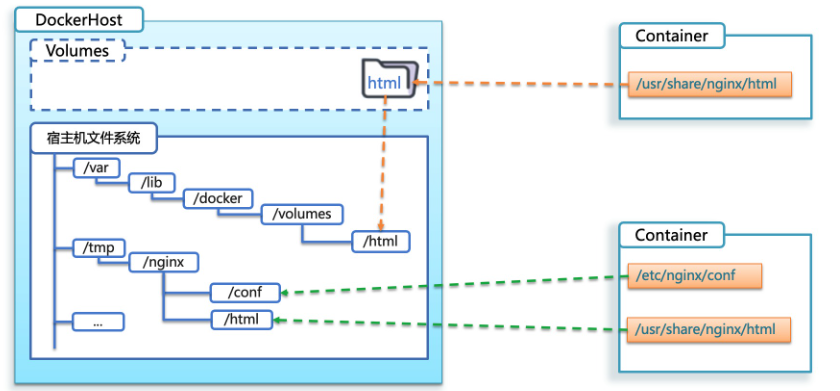 DockerHost
Volumes
html
宿主机文件系统
/var
/lib
/docker
/volumes
/html
/tmp
/nginx
/conf
/html
...
Container
/usr/share/nginx/html
Container
/etc/nginx/conf
/usr/share/nginx/html